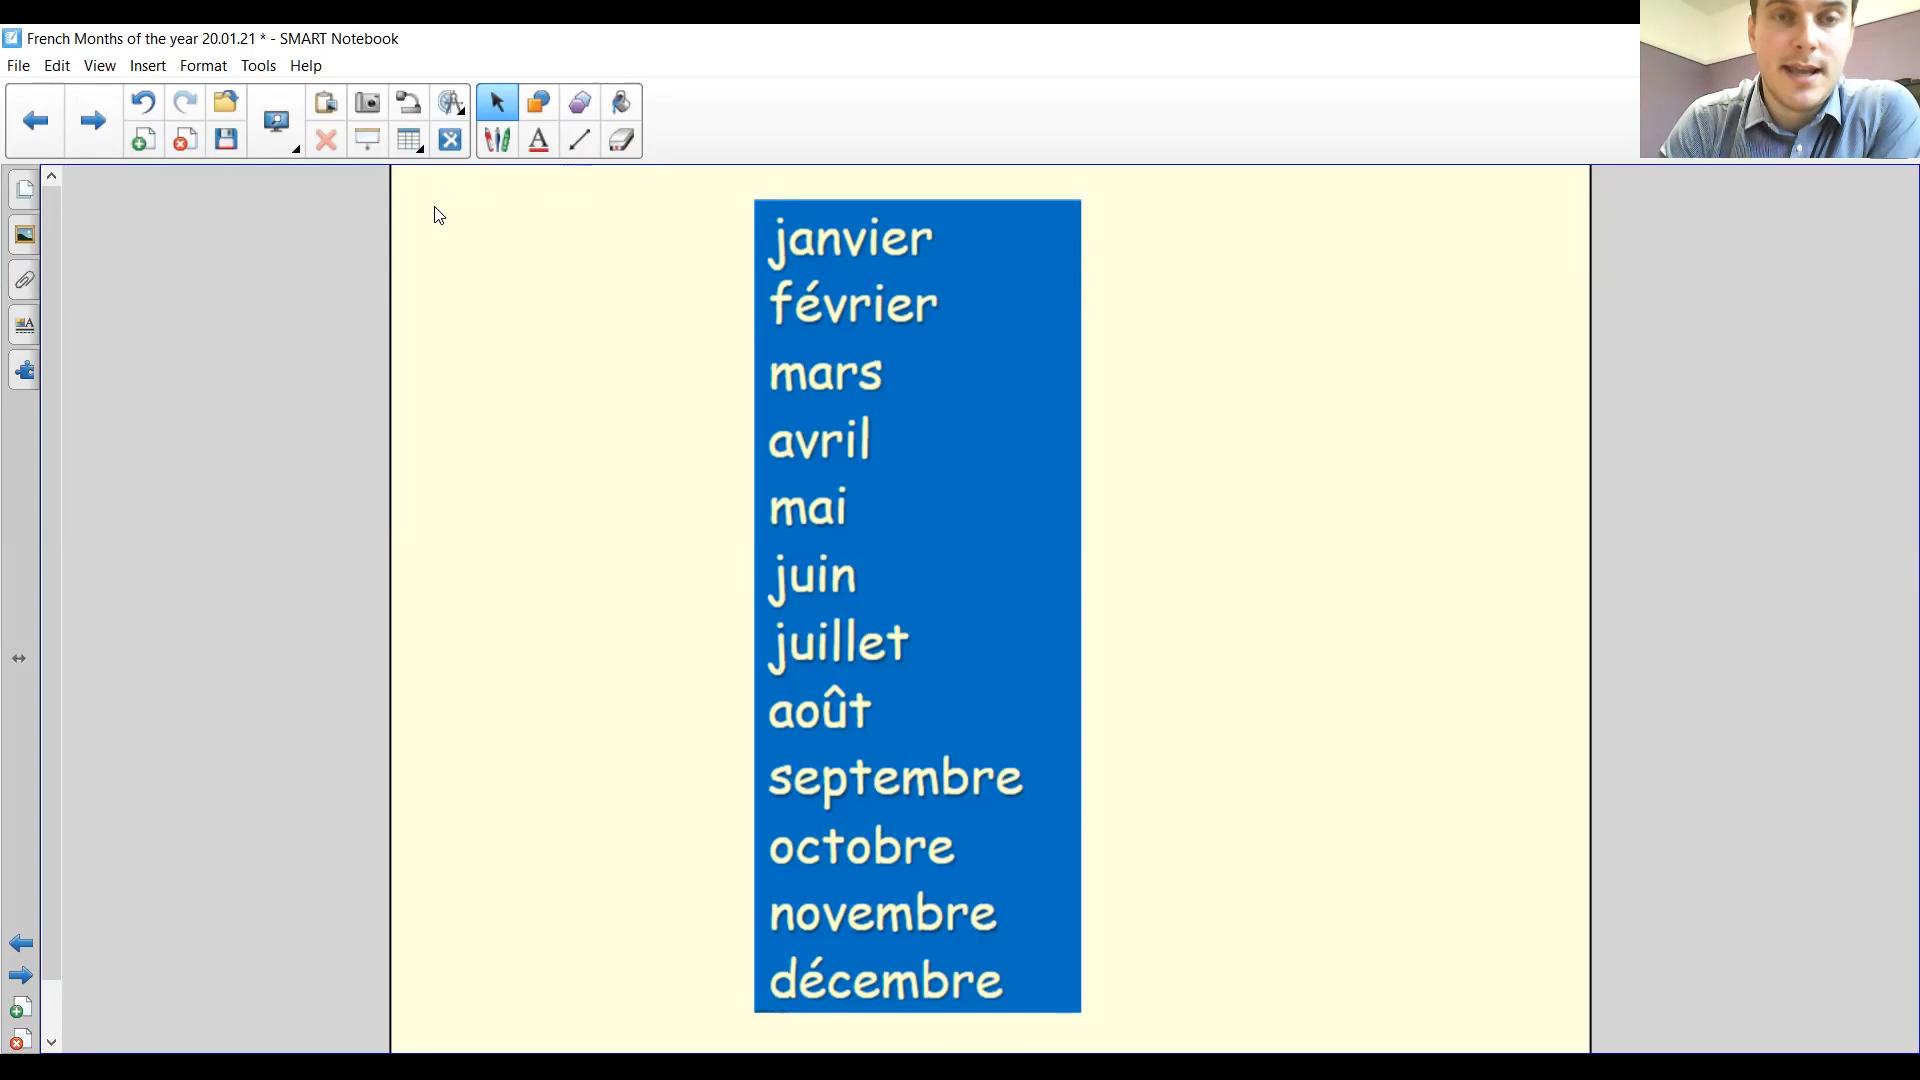 French Months of the year 20.01.21 * - SMART Notebook
File Edit View Insert Format Tools Help
janvier
février
mars
avril
mai
juin
juillet
août
septembre
octobre
novembre
décembre